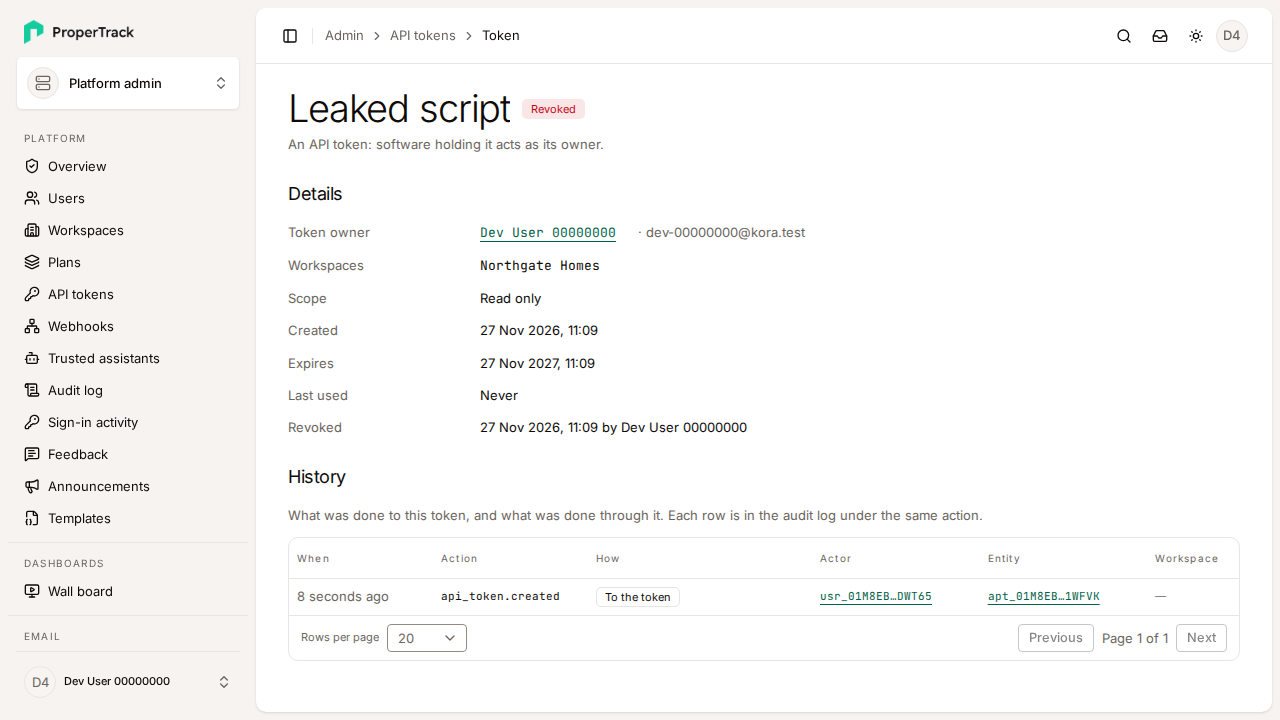 ProperTrack
Platform admin
PLATFORM
Overview
Users
Workspaces
Plans
API tokens
Webhooks
Trusted assistants
Audit log
Sign-in activity
Feedback
Announcements
Templates
DASHBOARDS
Wall board
EMAIL
D4 Dev User 00000000
Admin > API tokens > Token
D4
Leaked script Revoked
An API token: software holding it acts as its owner.
Details
Token owner Dev User 00000000 · dev-00000000@kora.test
Workspaces Northgate Homes
Scope Read only
Created 27 Nov 2026, 11:09
Expires 27 Nov 2027, 11:09
Last used Never
Revoked 27 Nov 2026, 11:09 by Dev User 00000000
History
What was done to this token, and what was done through it. Each row is in the audit log under the same action.
When Action How Actor Entity Workspace
8 seconds ago api_token.created To the token usr_01M8EB…DWT65 apt_01M8EB…1WFVK —
Rows per page 20 Previous Page 1 of 1 Next